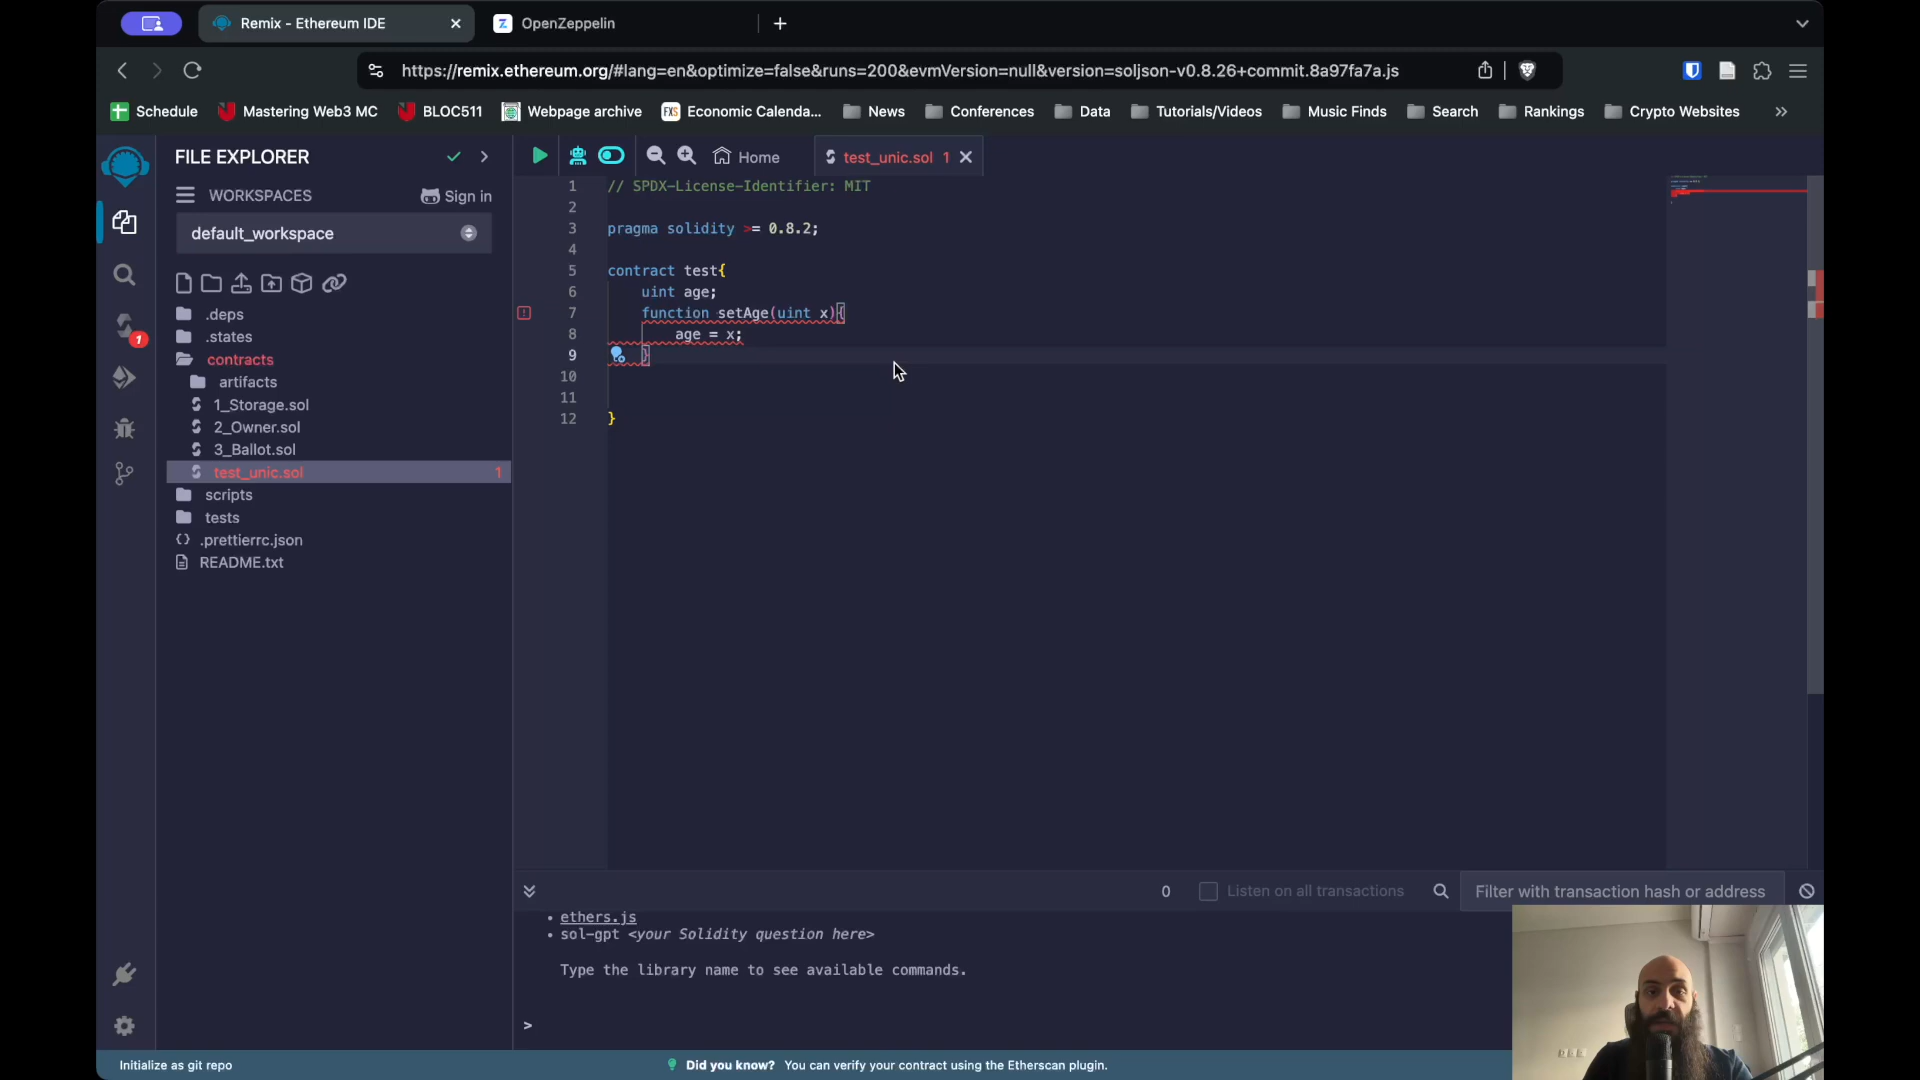 Remix - Ethereum IDE
OpenZeppelin
https://remix.ethereum.org/#lang=en&optimize=false&runs=200&evmVersion=null&version=soljson-v0.8.26+commit.8a97fa7a.js
Schedule
Mastering Web3 MC
BLOC511
Webpage archive
FXS Economic Calenda...
News
Conferences
Data
Tutorials/Videos
Music Finds
Search
Rankings
Crypto Websites
FILE EXPLORER
WORKSPACES
Sign in
default_workspace
.deps
.states
contracts
artifacts
1_Storage.sol
2_Owner.sol
3_Ballot.sol
test_unic.sol 1
scripts
tests
.prettierrc.json
README.txt
1
Home
test_unic.sol 1
1 // SPDX-License-Identifier: MIT
2
3 pragma solidity >= 0.8.2;
4
5 contract test{
6 uint age;
7 function setAge(uint x){
8 age = x;
9 }
10
11
12 }
0
Listen on all transactions
Filter with transaction hash or address
• ethers.js
• sol-gpt <your Solidity question here>
Type the library name to see available commands.
>
Initialize as git repo
Did you know? You can verify your contract using the Etherscan plugin.